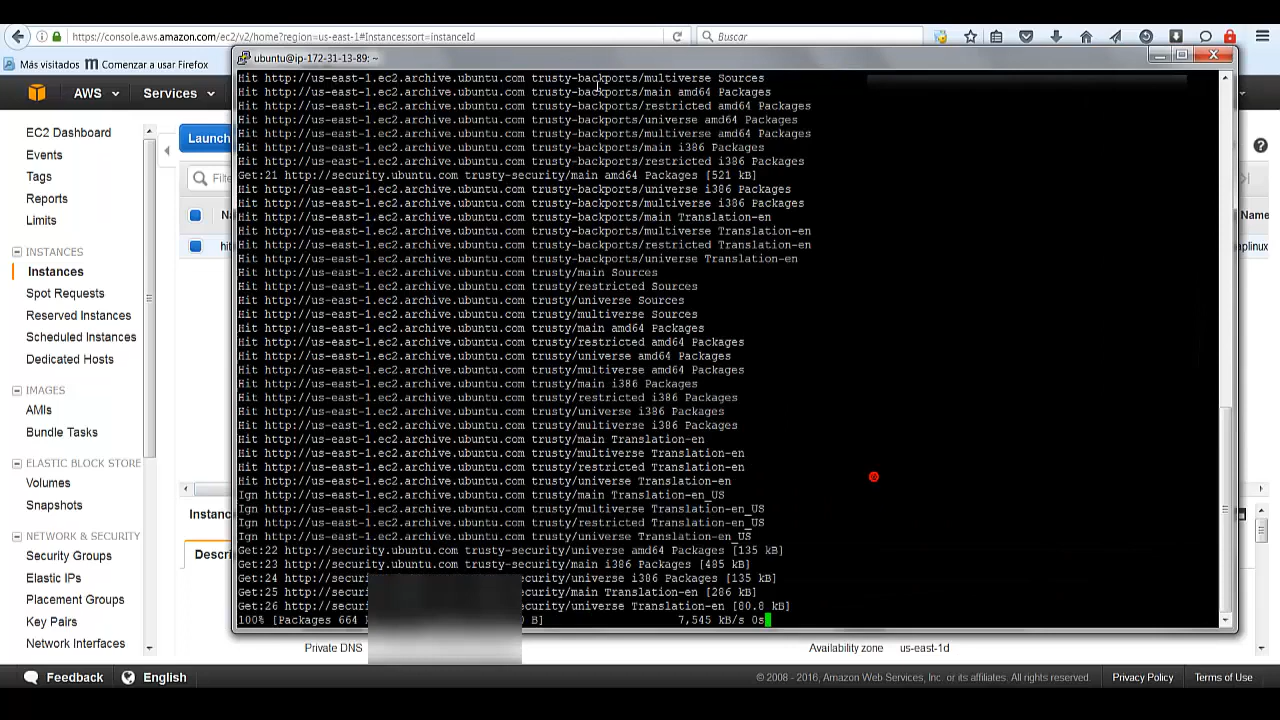 https://console.aws.amazon.com/ec2/v2/home?region=us-east-1#Instances:sort=instanceId
Buscar
Más visitados
Comenzar a usar Firefox
ubuntu@ip-172-31-13-89: ~
AWS
Services
EC2 Dashboard
Events
Tags
Reports
Limits
INSTANCES
Instances
Spot Requests
Reserved Instances
Scheduled Instances
Dedicated Hosts
IMAGES
AMIs
Bundle Tasks
ELASTIC BLOCK STORE
Volumes
Snapshots
NETWORK & SECURITY
Security Groups
Elastic IPs
Placement Groups
Key Pairs
Network Interfaces
Launch
Name
Hit http://us-east-1.ec2.archive.ubuntu.com trusty-backports/multiverse Sources
Hit http://us-east-1.ec2.archive.ubuntu.com trusty-backports/main amd64 Packages
Hit http://us-east-1.ec2.archive.ubuntu.com trusty-backports/restricted amd64 Packages
Hit http://us-east-1.ec2.archive.ubuntu.com trusty-backports/universe amd64 Packages
Hit http://us-east-1.ec2.archive.ubuntu.com trusty-backports/multiverse amd64 Packages
Hit http://us-east-1.ec2.archive.ubuntu.com trusty-backports/main i386 Packages
Hit http://us-east-1.ec2.archive.ubuntu.com trusty-backports/restricted i386 Packages
Get:21 http://security.ubuntu.com trusty-security/main amd64 Packages [521 kB]
Hit http://us-east-1.ec2.archive.ubuntu.com trusty-backports/universe i386 Packages
Hit http://us-east-1.ec2.archive.ubuntu.com trusty-backports/multiverse i386 Packages
Hit http://us-east-1.ec2.archive.ubuntu.com trusty-backports/main Translation-en
Hit http://us-east-1.ec2.archive.ubuntu.com trusty-backports/multiverse Translation-en
Hit http://us-east-1.ec2.archive.ubuntu.com trusty-backports/restricted Translation-en
Hit http://us-east-1.ec2.archive.ubuntu.com trusty-backports/universe Translation-en
Hit http://us-east-1.ec2.archive.ubuntu.com trusty/main Sources
Hit http://us-east-1.ec2.archive.ubuntu.com trusty/restricted Sources
Hit http://us-east-1.ec2.archive.ubuntu.com trusty/universe Sources
Hit http://us-east-1.ec2.archive.ubuntu.com trusty/multiverse Sources
Hit http://us-east-1.ec2.archive.ubuntu.com trusty/main amd64 Packages
Hit http://us-east-1.ec2.archive.ubuntu.com trusty/restricted amd64 Packages
Hit http://us-east-1.ec2.archive.ubuntu.com trusty/universe amd64 Packages
Hit http://us-east-1.ec2.archive.ubuntu.com trusty/multiverse amd64 Packages
Hit http://us-east-1.ec2.archive.ubuntu.com trusty/main i386 Packages
Hit http://us-east-1.ec2.archive.ubuntu.com trusty/restricted i386 Packages
Hit http://us-east-1.ec2.archive.ubuntu.com trusty/universe i386 Packages
Hit http://us-east-1.ec2.archive.ubuntu.com trusty/multiverse i386 Packages
Hit http://us-east-1.ec2.archive.ubuntu.com trusty/main Translation-en
Hit http://us-east-1.ec2.archive.ubuntu.com trusty/multiverse Translation-en
Hit http://us-east-1.ec2.archive.ubuntu.com trusty/restricted Translation-en
Hit http://us-east-1.ec2.archive.ubuntu.com trusty/universe Translation-en
Ign http://us-east-1.ec2.archive.ubuntu.com trusty/main Translation-en_US
Ign http://us-east-1.ec2.archive.ubuntu.com trusty/multiverse Translation-en_US
Ign http://us-east-1.ec2.archive.ubuntu.com trusty/restricted Translation-en_US
Ign http://us-east-1.ec2.archive.ubuntu.com trusty/universe Translation-en_US
Get:22 http://security.ubuntu.com trusty-security/universe amd64 Packages [135 kB]
Get:23 http://security.ubuntu.com trusty-security/main i386 Packages [485 kB]
Get:24 http://securi ecurity/universe i386 Packages [135 kB]
Get:25 http://securi ecurity/main Translation-en [286 kB]
Get:26 http://securi ecurity/universe Translation-en [80.8 kB]
100% [Packages 664 B] 7,545 kB/s 0s
Private DNS
Availability zone us-east-1d
Feedback
English
© 2008 - 2016, Amazon Web Services, Inc. or its affiliates. All rights reserved.
Privacy Policy
Terms of Use